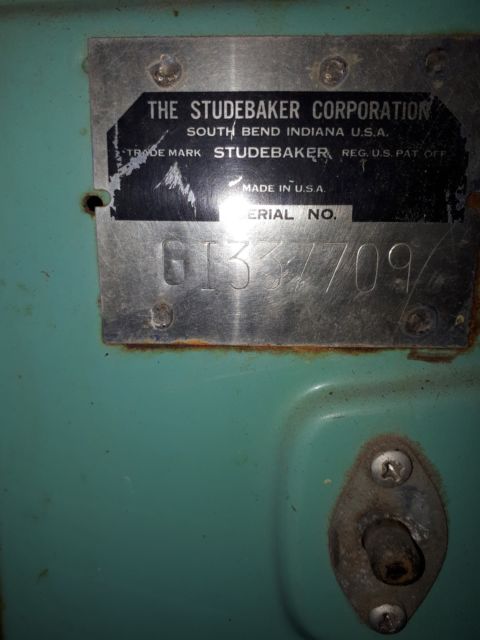 THE STUDEBAKER CORPORATION
SOUTH BEND INDIANA U.S.A.
TRADE MARK STUDEBAKER REG. U.S. PAT. OFF.
MADE IN U.S.A.
SERIAL NO.
G1337709